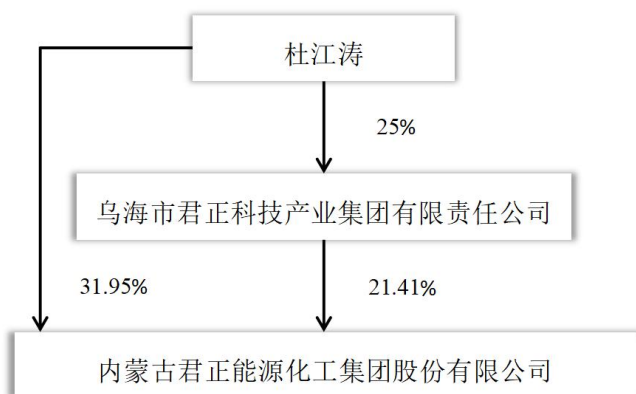 杜江涛
25%
乌海市君正科技产业集团有限责任公司
31.95%
21.41%
内蒙古君正能源化工集团股份有限公司